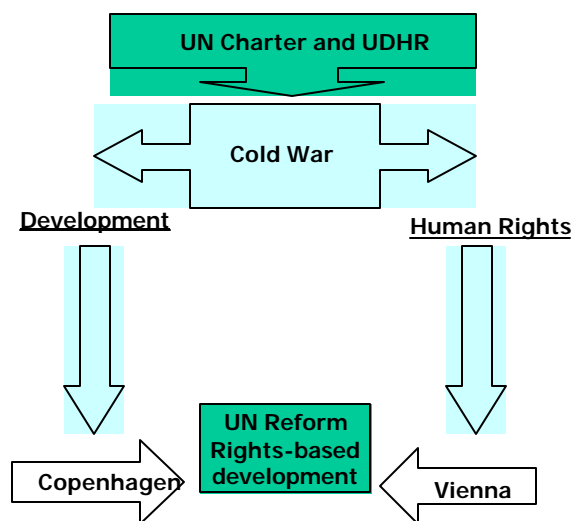 UN Charter and UDHR
Cold War
Development
Human Rights
UN Reform
Rights-based
development
Copenhagen
Vienna